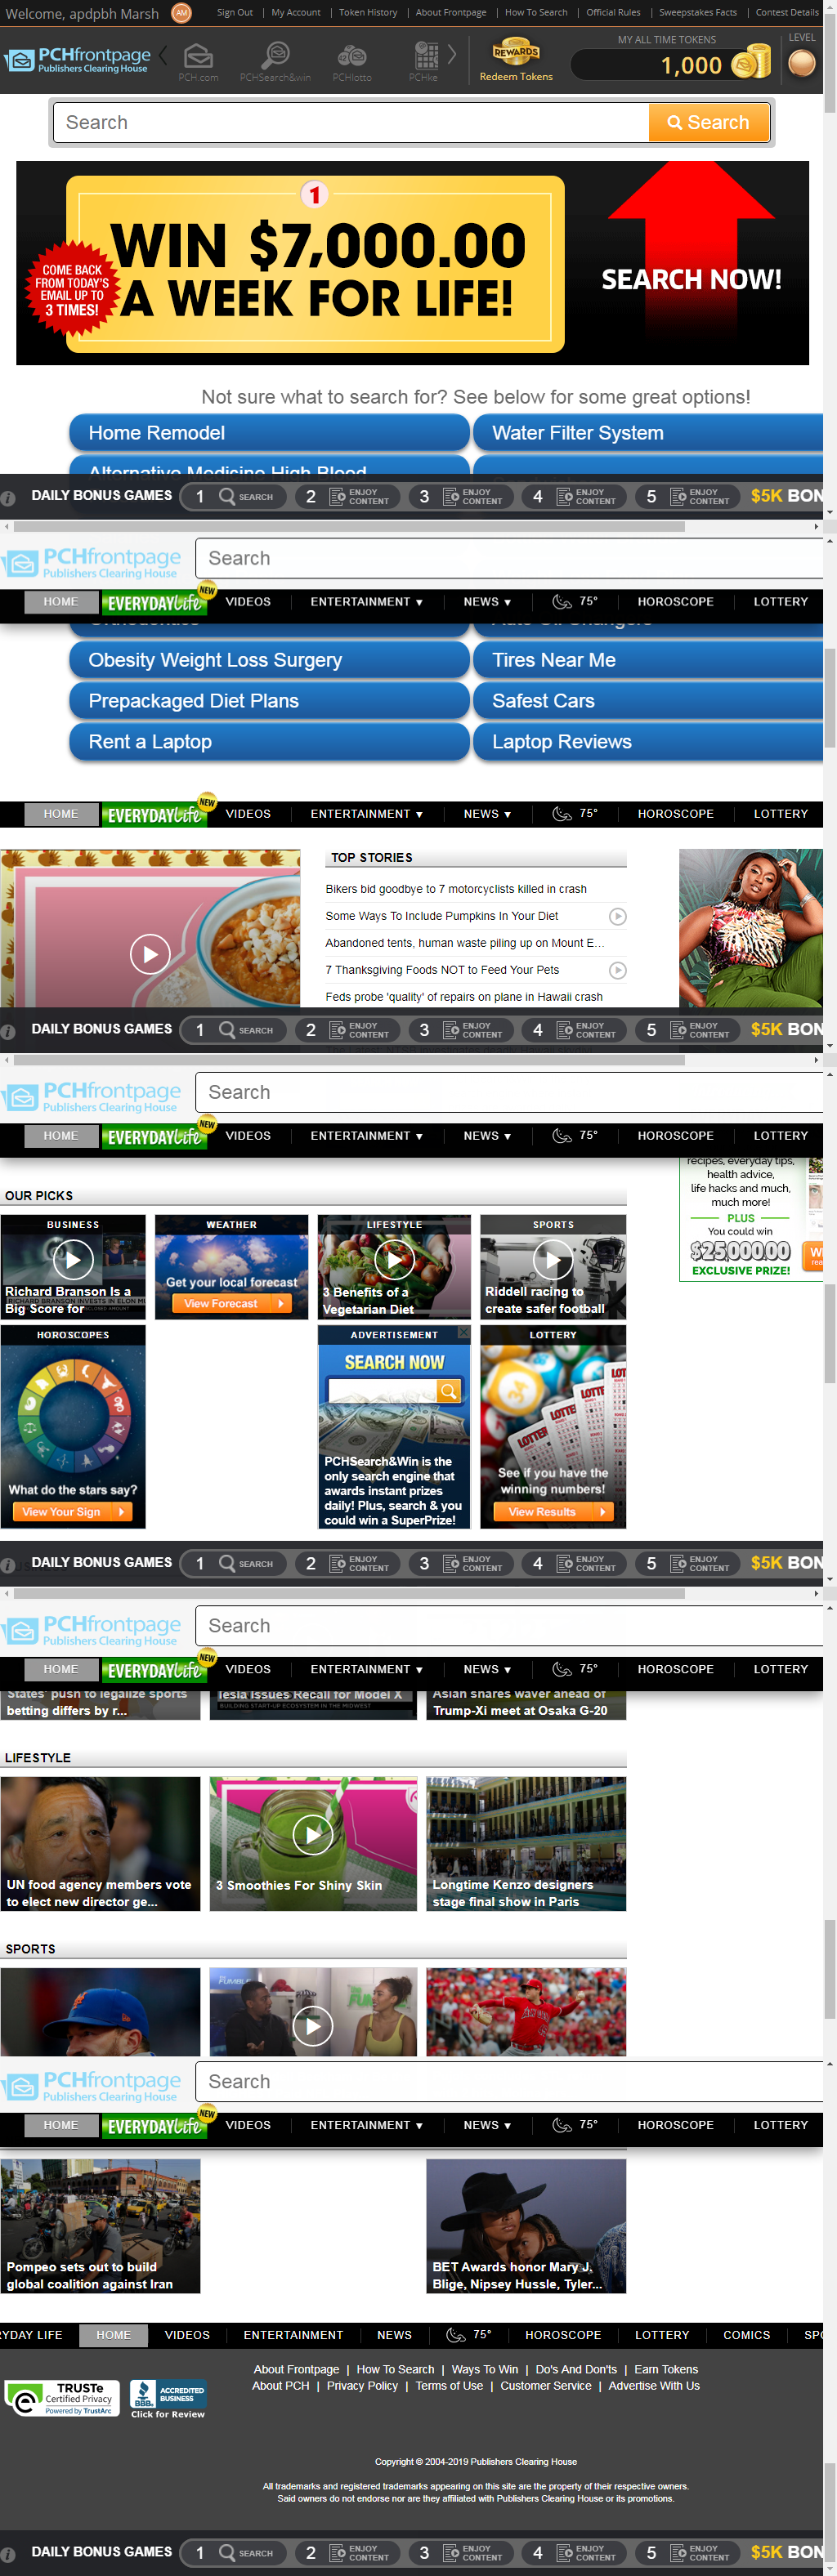 Welcome, apdpbh Marsh AM Sign Out | My Account | Token History | About Frontpage | How To Search | Official Rules | Sweepstakes Facts | Contest Details
PCHfrontpage
Publishers Clearing House
PCH.com PCHSearch&win PCHlotto PCHke
REWARDS
Redeem Tokens
MY ALL TIME TOKENS
1,000
LEVEL
Search Search
1
WIN $7,000.00
A WEEK FOR LIFE!
COME BACK
FROM TODAY'S
EMAIL UP TO
3 TIMES!
SEARCH NOW!
Not sure what to search for? See below for some great options!
Home Remodel Water Filter System
Alternative Medicine High Blood
DAILY BONUS GAMES 1 SEARCH 2 ENJOY CONTENT 3 ENJOY CONTENT 4 ENJOY CONTENT 5 ENJOY CONTENT $5K BON
PCHfrontpage
Publishers Clearing House
Search
HOME EVERYDAYlife NEW VIDEOS ENTERTAINMENT NEWS 75° HOROSCOPE LOTTERY
Obesity Weight Loss Surgery Tires Near Me
Prepackaged Diet Plans Safest Cars
Rent a Laptop Laptop Reviews
HOME EVERYDAYlife NEW VIDEOS ENTERTAINMENT NEWS 75° HOROSCOPE LOTTERY
TOP STORIES
Bikers bid goodbye to 7 motorcyclists killed in crash
Some Ways To Include Pumpkins In Your Diet
Abandoned tents, human waste piling up on Mount E...
7 Thanksgiving Foods NOT to Feed Your Pets
Feds probe 'quality' of repairs on plane in Hawaii crash
DAILY BONUS GAMES 1 SEARCH 2 ENJOY CONTENT 3 ENJOY CONTENT 4 ENJOY CONTENT 5 ENJOY CONTENT $5K BON
PCHfrontpage
Publishers Clearing House
Search
HOME EVERYDAYlife NEW VIDEOS ENTERTAINMENT NEWS 75° HOROSCOPE LOTTERY
recipes, everyday tips,
health advice,
life hacks and much,
much more!
PLUS
You could win
$25,000.00
EXCLUSIVE PRIZE!
OUR PICKS
BUSINESS
Richard Branson Is a
Big Score for
WEATHER
Get your local forecast
View Forecast
LIFESTYLE
3 Benefits of a
Vegetarian Diet
SPORTS
Riddell racing to
create safer football
HOROSCOPES
What do the stars say?
View Your Sign
ADVERTISEMENT
SEARCH NOW
PCHSearch&Win is the
only search engine that
awards instant prizes
daily! Plus, search & you
could win a SuperPrize!
LOTTERY
See if you have the
winning numbers!
View Results
DAILY BONUS GAMES 1 SEARCH 2 ENJOY CONTENT 3 ENJOY CONTENT 4 ENJOY CONTENT 5 ENJOY CONTENT $5K BON
PCHfrontpage
Publishers Clearing House
Search
HOME EVERYDAYlife NEW VIDEOS ENTERTAINMENT NEWS 75° HOROSCOPE LOTTERY
States' push to legalize sports
betting differs by r...
Tesla Issues Recall for Model X
BUILDING START-UP ECOSYSTEM IN THE MIDWEST
Asian shares waver ahead of
Trump-Xi meet at Osaka G-20
LIFESTYLE
UN food agency members vote
to elect new director ge...
3 Smoothies For Shiny Skin
Longtime Kenzo designers
stage final show in Paris
SPORTS
PCHfrontpage
Publishers Clearing House
Search
HOME EVERYDAYlife NEW VIDEOS ENTERTAINMENT NEWS 75° HOROSCOPE LOTTERY
Pompeo sets out to build
global coalition against Iran
BET Awards honor Mary J.
Blige, Nipsey Hussle, Tyler...
YDAY LIFE HOME VIDEOS ENTERTAINMENT NEWS 75° HOROSCOPE LOTTERY COMICS
TRUSTe
Certified Privacy
Powered by TrustArc
BBB. ACCREDITED BUSINESS
Click for Review
About Frontpage | How To Search | Ways To Win | Do's And Don'ts | Earn Tokens
About PCH | Privacy Policy | Terms of Use | Customer Service | Advertise With Us
Copyright © 2004-2019 Publishers Clearing House
All trademarks and registered trademarks appearing on this site are the property of their respective owners.
Said owners do not endorse nor are they affiliated with Publishers Clearing House or its promotions.
DAILY BONUS GAMES 1 SEARCH 2 ENJOY CONTENT 3 ENJOY CONTENT 4 ENJOY CONTENT 5 ENJOY CONTENT $5K BON